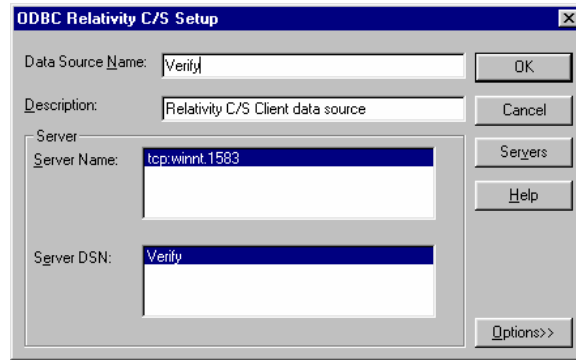 ODBC Relativity C/S Setup
Data Source Name: Verify
OK
Description: Relativity C/S Client data source
Cancel
Server
Server Name: tcp:winnt.1583
Servers
Help
Server DSN: Verify
Options>>